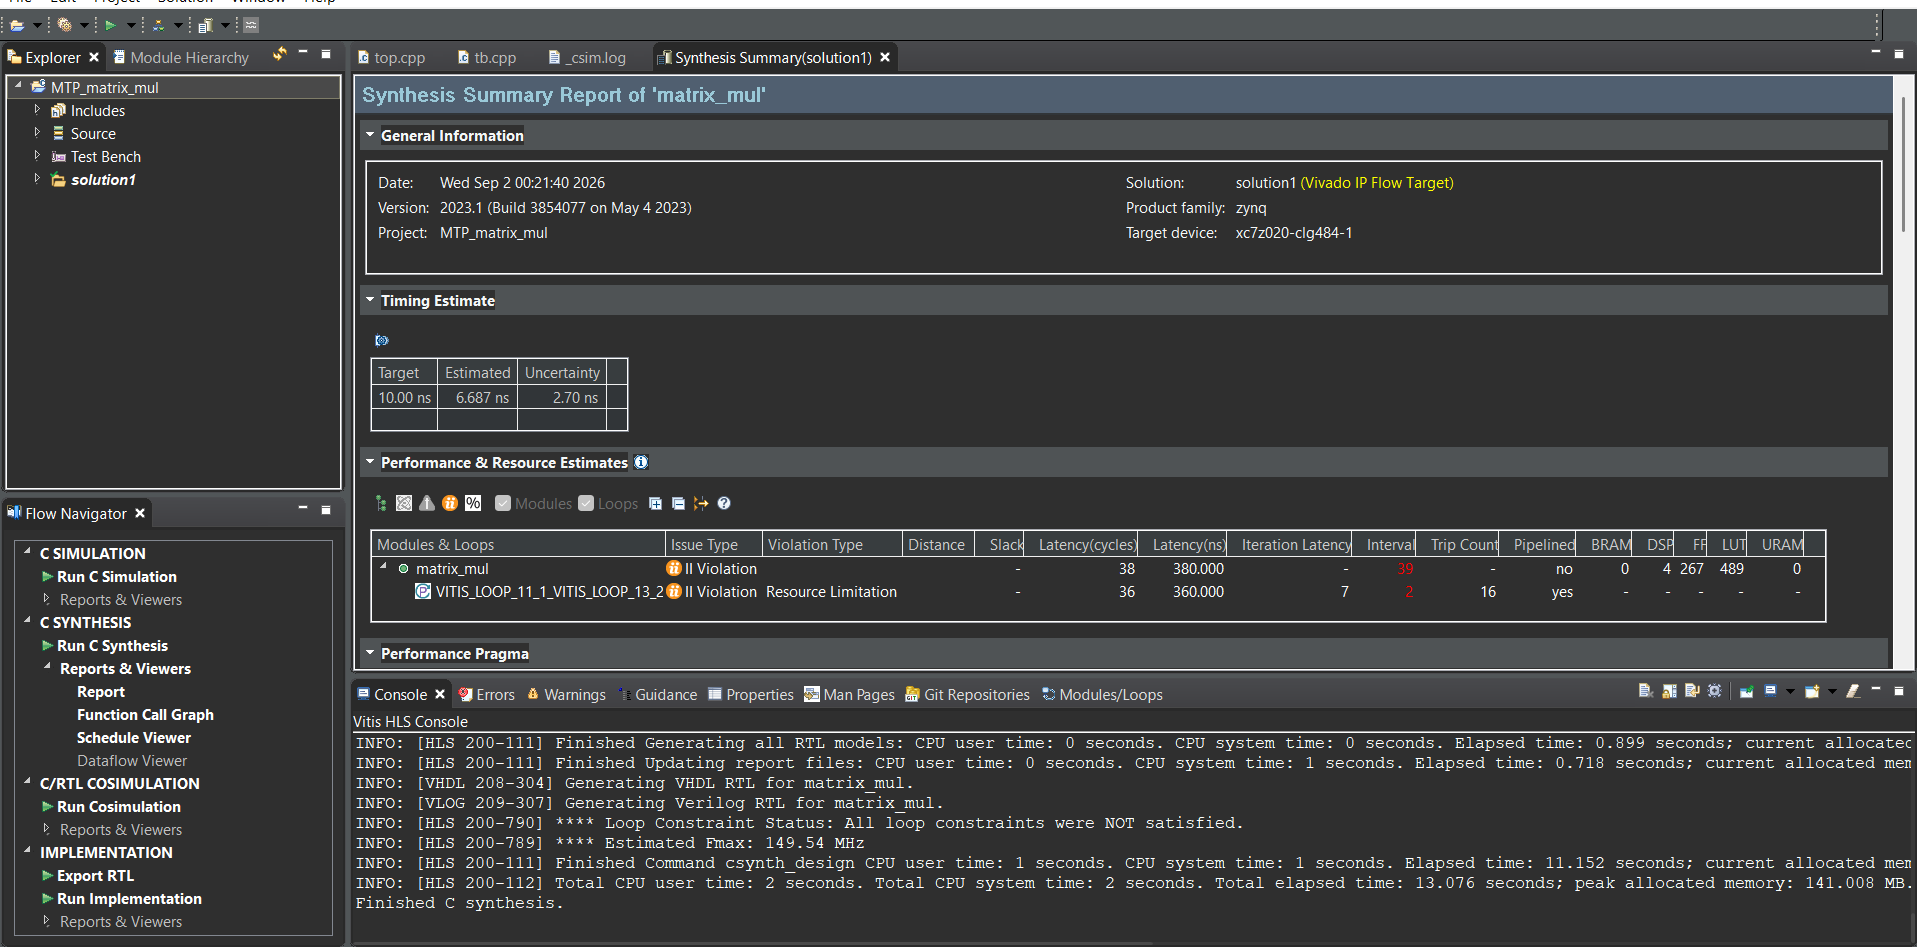 File Edit Project Solution Window Help
Explorer
Module Hierarchy
MTP_matrix_mul
Includes
Source
Test Bench
solution1
Flow Navigator
C SIMULATION
Run C Simulation
Reports & Viewers
C SYNTHESIS
Run C Synthesis
Reports & Viewers
Report
Function Call Graph
Schedule Viewer
Dataflow Viewer
C/RTL COSIMULATION
Run Cosimulation
Reports & Viewers
IMPLEMENTATION
Export RTL
Run Implementation
Reports & Viewers
top.cpp tb.cpp _csim.log Synthesis Summary(solution1)
Synthesis Summary Report of 'matrix_mul'
General Information
Date: Wed Sep 2 00:21:40 2026
Version: 2023.1 (Build 3854077 on May 4 2023)
Project: MTP_matrix_mul
Solution: solution1 (Vivado IP Flow Target)
Product family: zynq
Target device: xc7z020-clg484-1
Timing Estimate
Target Estimated Uncertainty
10.00 ns 6.687 ns 2.70 ns
Performance & Resource Estimates
% Modules Loops
Modules & Loops Issue Type Violation Type Distance Slack Latency(cycles) Latency(ns) Iteration Latency Interval Trip Count Pipelined BRAM DSP FF LUT URAM
matrix_mul II Violation - 38 380.000 - 39 - no 0 4 267 489 0
VITIS_LOOP_11_1_VITIS_LOOP_13_2 II Violation Resource Limitation - 36 360.000 7 2 16 yes - - - - -
Performance Pragma
Console Errors Warnings Guidance Properties Man Pages Git Repositories Modules/Loops
Vitis HLS Console
INFO: [HLS 200-111] Finished Generating all RTL models: CPU user time: 0 seconds. CPU system time: 0 seconds. Elapsed time: 0.899 seconds; current allocated
INFO: [HLS 200-111] Finished Updating report files: CPU user time: 0 seconds. CPU system time: 1 seconds. Elapsed time: 0.718 seconds; current allocated mem
INFO: [VHDL 208-304] Generating VHDL RTL for matrix_mul.
INFO: [VLOG 209-307] Generating Verilog RTL for matrix_mul.
INFO: [HLS 200-790] **** Loop Constraint Status: All loop constraints were NOT satisfied.
INFO: [HLS 200-789] **** Estimated Fmax: 149.54 MHz
INFO: [HLS 200-111] Finished Command csynth_design CPU user time: 1 seconds. CPU system time: 1 seconds. Elapsed time: 11.152 seconds; current allocated mem
INFO: [HLS 200-112] Total CPU user time: 2 seconds. Total CPU system time: 2 seconds. Total elapsed time: 13.076 seconds; peak allocated memory: 141.008 MB.
Finished C synthesis.